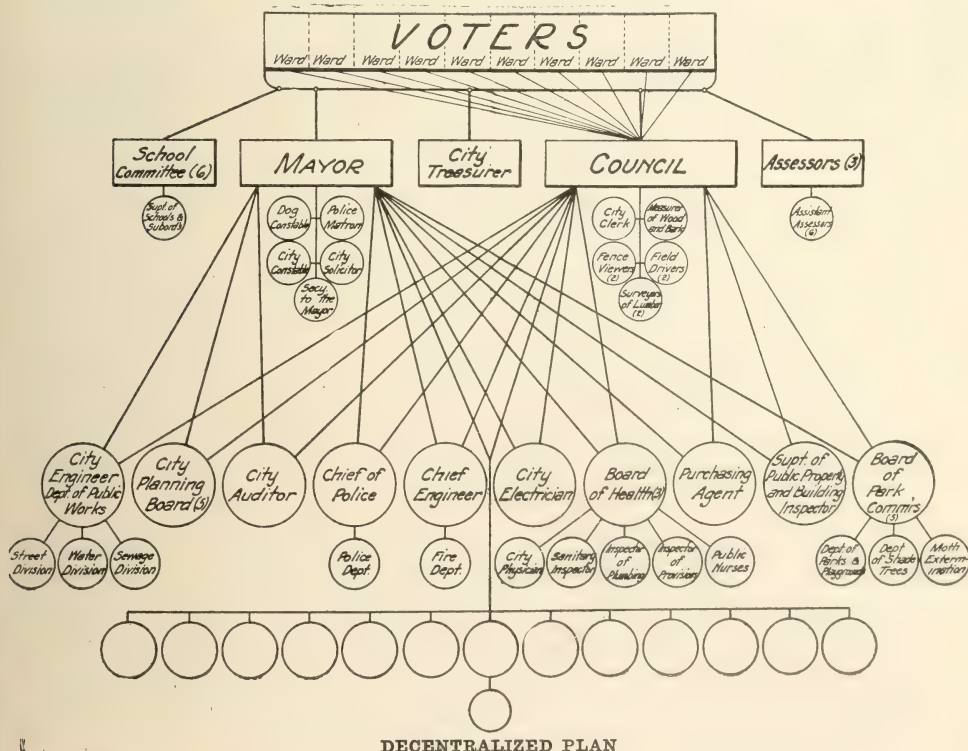 VOTERS
Ward Ward Ward Ward Ward Ward Ward Ward Ward
School
Committee (6)
MAYOR
City
Treasurer
COUNCIL
Assessors (3)
Supt. of
Schools &
Subords.
Dog
Constable
Police
Matron
City
Constable
City
Solicitor
Secy.
to the
Mayor
City
Clerk
Measurer
of Wood
and Bark
Fence
Viewers
(2)
Field
Drivers
(2)
Surveyors
of Lumber
(2)
Assistant
Assessors
(6)
City
Engineer
Dept. of Public
Works
City
Planning
Board (5)
City
Auditor
Chief of
Police
Chief
Engineer
City
Electrician
Board
of Health (3)
Purchasing
Agent
Supt. of
Public Property
and Building
Inspector
Board
of Park
Commrs.
(5)
Street
Division
Water
Division
Sewage
Division
Police
Dept.
Fire
Dept.
City
Physician
Sanitary
Inspector
Inspector
of
Plumbing
Inspector
of
Provision
Public
Nurses
Dept. of
Parks &
Playgrounds
Dept
of Shade
Trees
Moth
Exterm-
ination
DECENTRALIZED PLAN